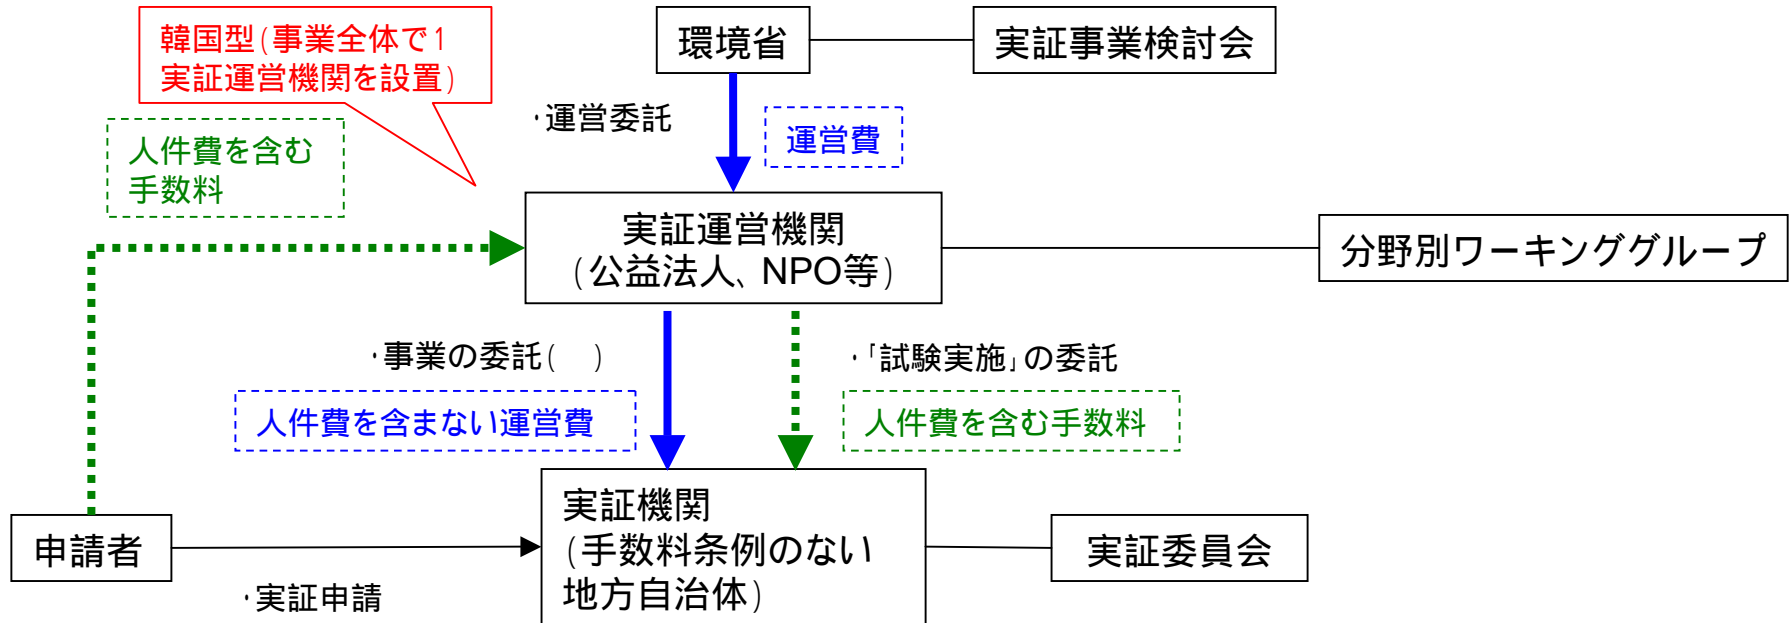 韓国型(事業全体で1
実証運営機関を設置)
環境省
実証事業検討会
・運営委託
運営費
人件費を含む
手数料
実証運営機関
(公益法人、NPO等)
分野別ワーキンググループ
・事業の委託( )
・「試験実施」の委託
人件費を含まない運営費
人件費を含む手数料
実証機関
(手数料条例のない
地方自治体)
申請者
実証委員会
・実証申請